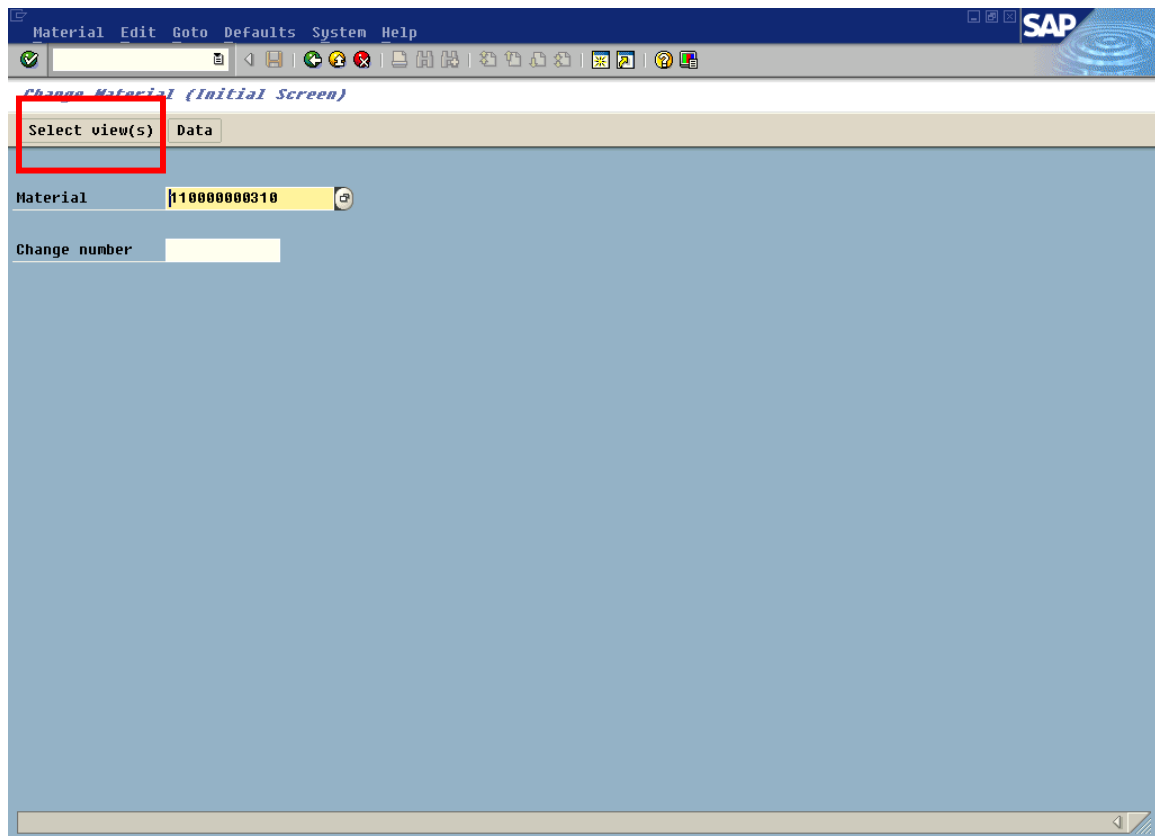 Material Edit Goto Defaults System Help
SAP
Change Material (Initial Screen)
Select view(s) Data
Material 110000000310
Change number